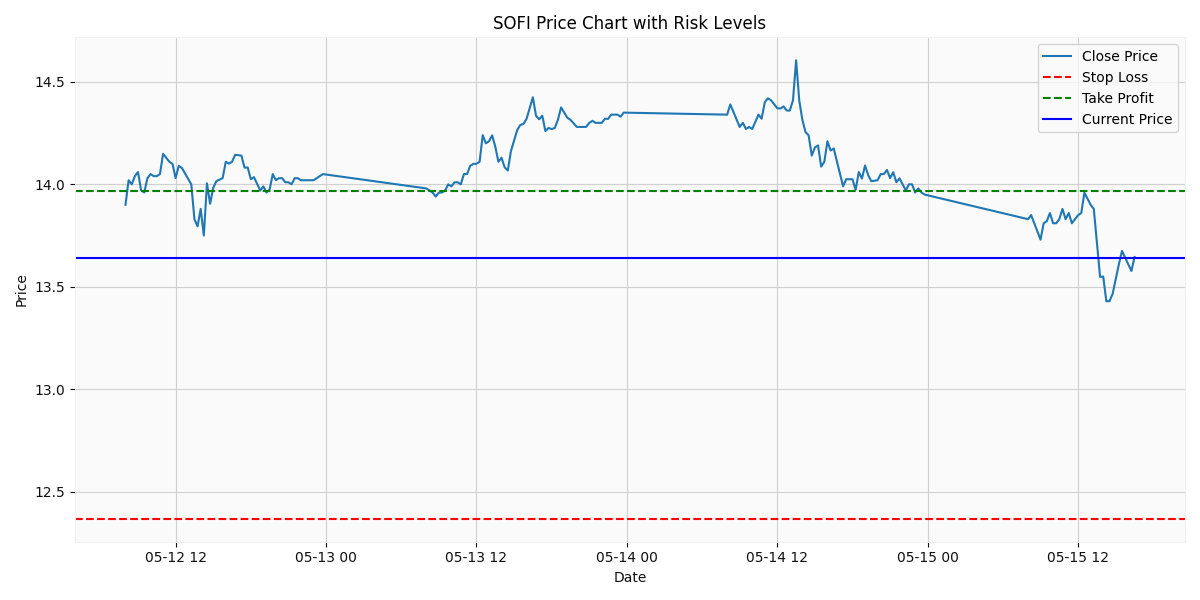 SOFI Price Chart with Risk Levels
Close Price
Stop Loss
Take Profit
Current Price
14.5
14.0
13.5
13.0
12.5
Price
05-12 12
05-13 00
05-13 12
05-14 00
05-14 12
05-15 00
05-15 12
Date